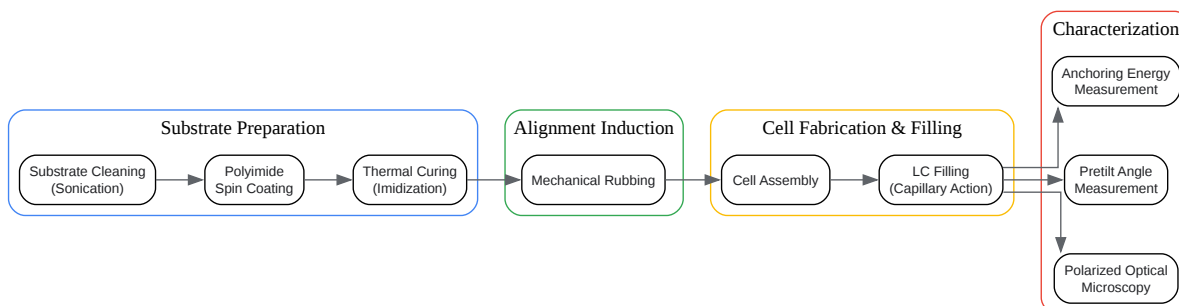 Substrate Preparation
Substrate Cleaning
(Sonication)
Polyimide
Spin Coating
Thermal Curing
(Imidization)
Alignment Induction
Mechanical Rubbing
Cell Fabrication & Filling
Cell Assembly
LC Filling
(Capillary Action)
Characterization
Anchoring Energy
Measurement
Pretilt Angle
Measurement
Polarized Optical
Microscopy